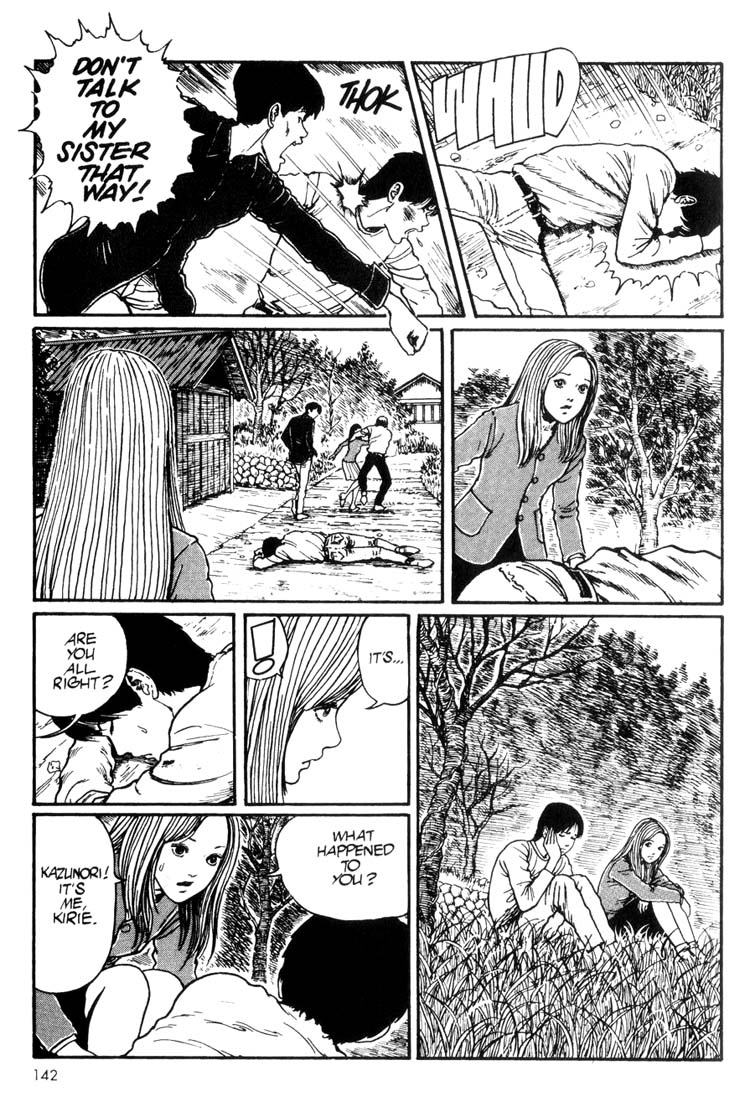 DON'T
TALK
TO
MY
SISTER
THAT
WAY!
THOK
WHUD
ARE
YOU
ALL
RIGHT?
!
IT'S...
KAZUNORI!
IT'S
ME,
KIRIE.
WHAT
HAPPENED
TO
YOU?
142